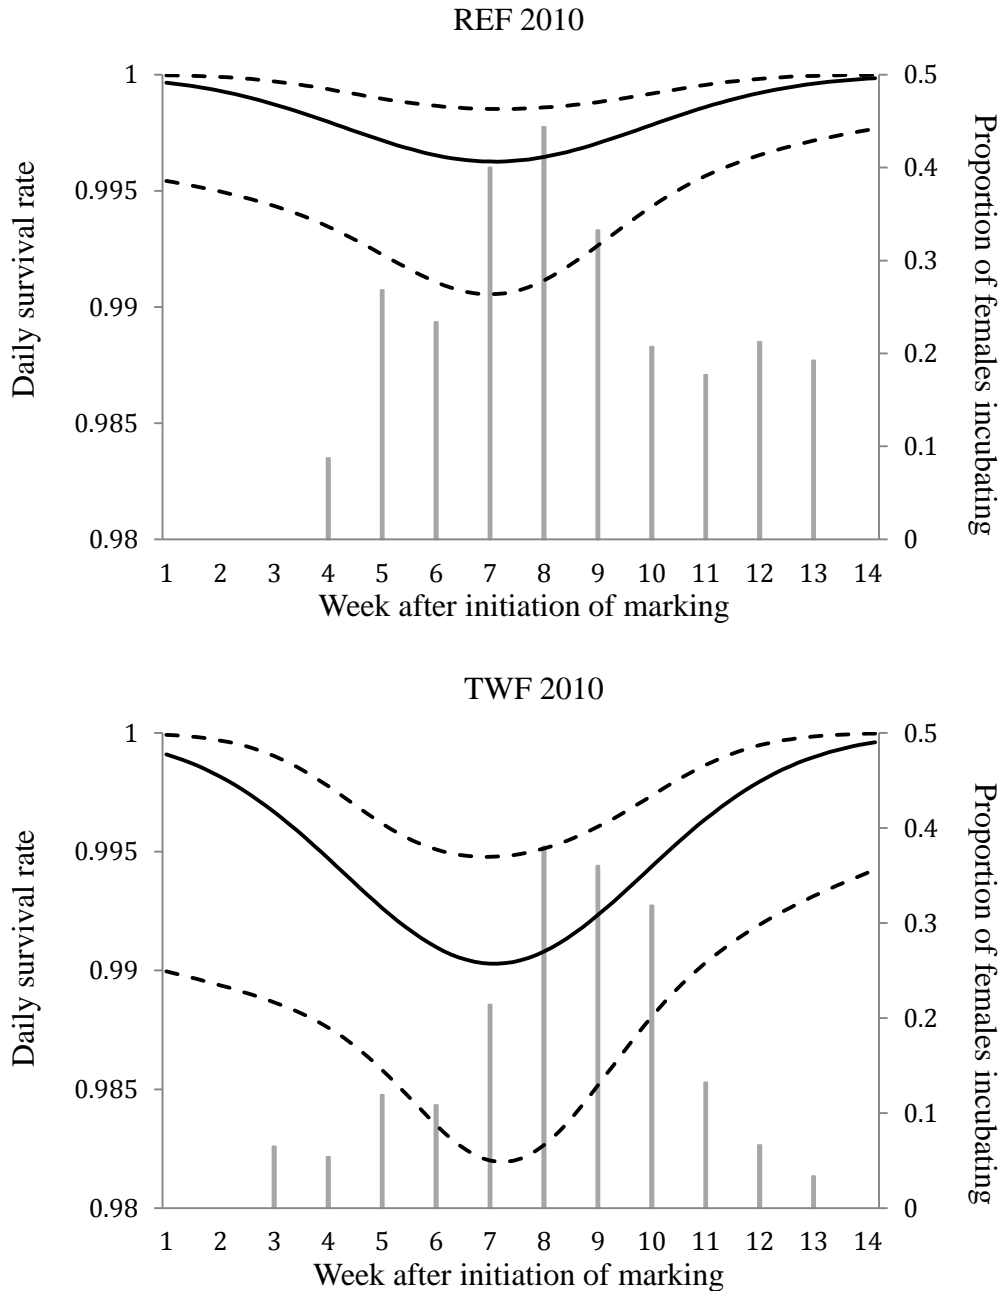 REF 2010
1
0.995
0.99
0.985
0.98
Daily survival rate
0.5
0.4
0.3
0.2
0.1
0
Proportion of females incubating
1 2 3 4 5 6 7 8 9 10 11 12 13 14
Week after initiation of marking
TWF 2010
1
0.995
0.99
0.985
0.98
Daily survival rate
0.5
0.4
0.3
0.2
0.1
0
Proportion of females incubating
1 2 3 4 5 6 7 8 9 10 11 12 13 14
Week after initiation of marking